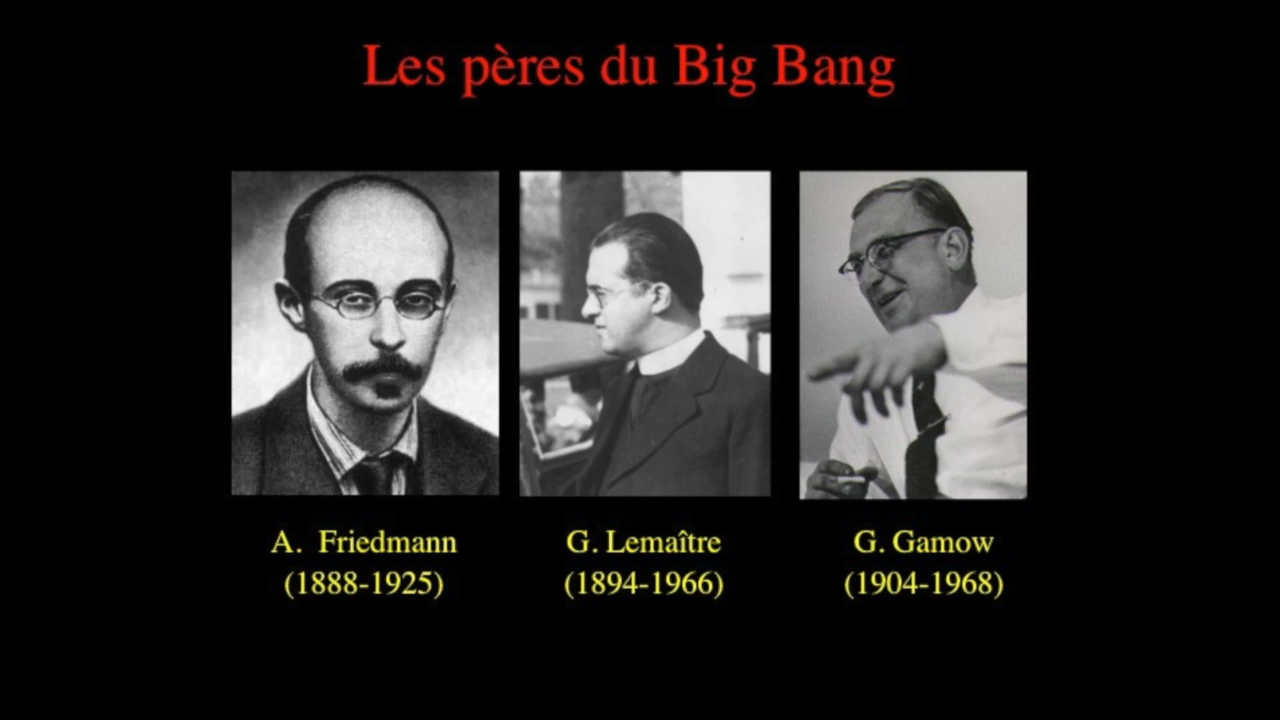 Les pères du Big Bang
A. Friedmann
(1888-1925)
G. Lemaître
(1894-1966)
G. Gamow
(1904-1968)